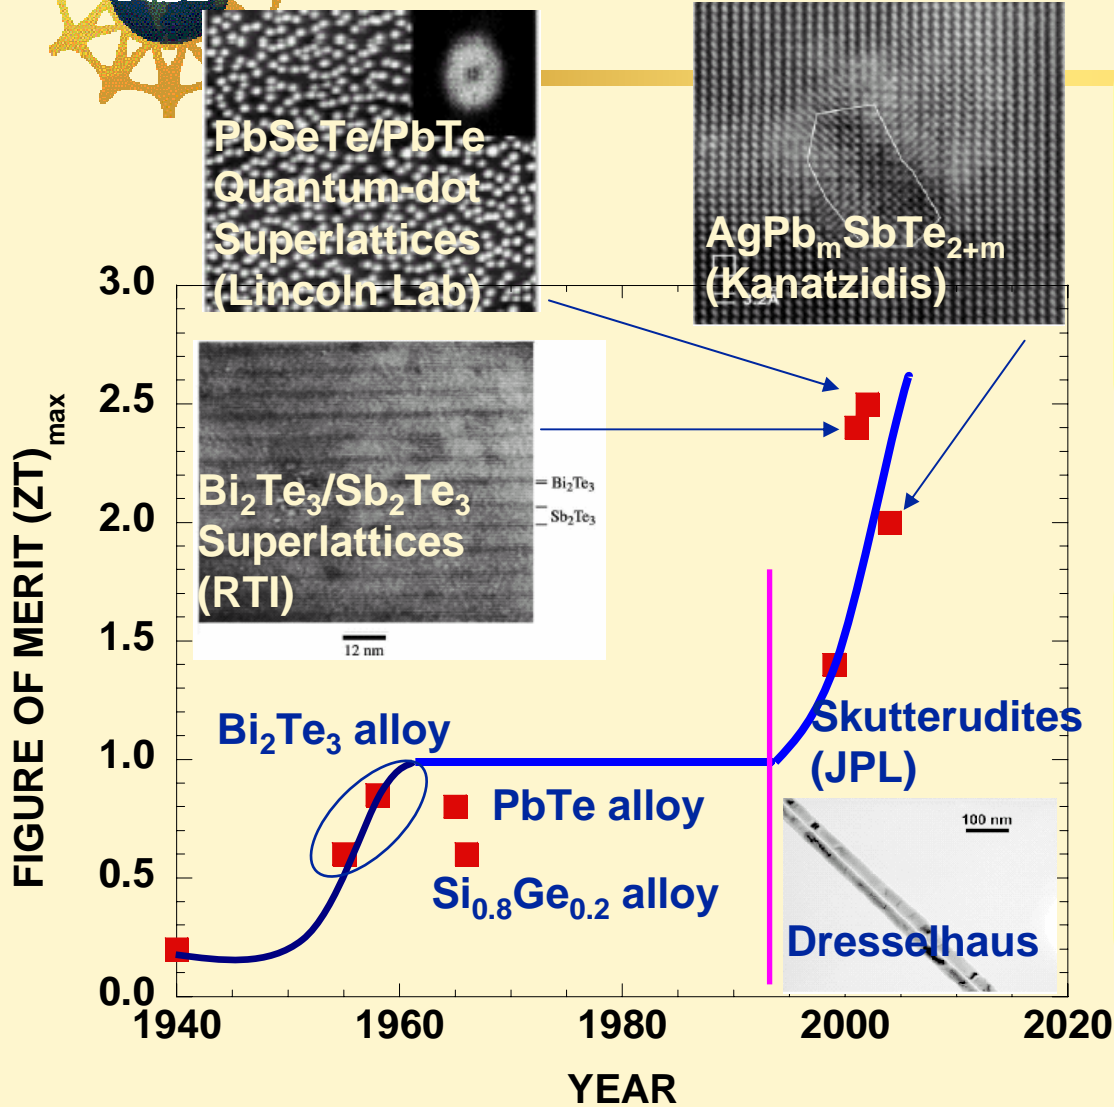 PbSeTe/PbTe
Quantum-dot
Superlattices
(Lincoln Lab)
AgPbmSbTe2+m
(Kanatzidis)
3.0
2.5
2.0
1.5
1.0
0.5
0.0
FIGURE OF MERIT (ZT)max
Bi2Te3/Sb2Te3
Superlattices
(RTI)
Bi2Te3
Sb2Te3
12 nm
Bi2Te3 alloy
PbTe alloy
Si0.8Ge0.2 alloy
Skutterudites
(JPL)
100 nm
Dresselhaus
1940
1960
1980
2000
2020
YEAR